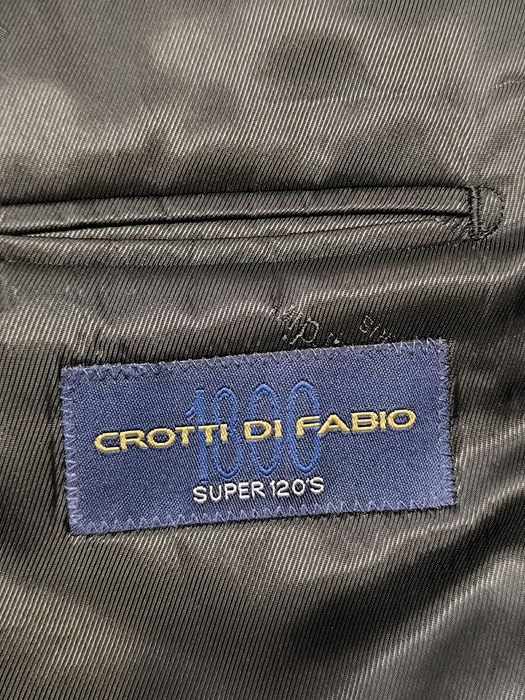 1000
CROTTI DI FABIO
SUPER 120'S